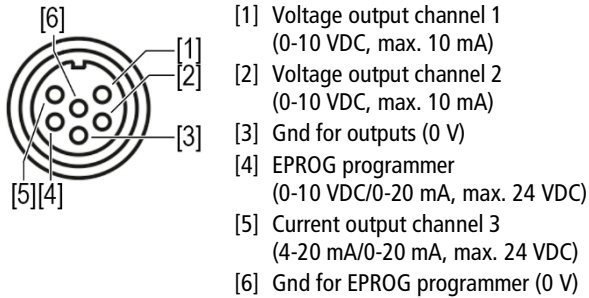 [6]
[1]
[2]
[3]
[5][4]
[1] Voltage output channel 1
(0-10 VDC, max. 10 mA)
[2] Voltage output channel 2
(0-10 VDC, max. 10 mA)
[3] Gnd for outputs (0 V)
[4] EPROG programmer
(0-10 VDC/0-20 mA, max. 24 VDC)
[5] Current output channel 3
(4-20 mA/0-20 mA, max. 24 VDC)
[6] Gnd for EPROG programmer (0 V)